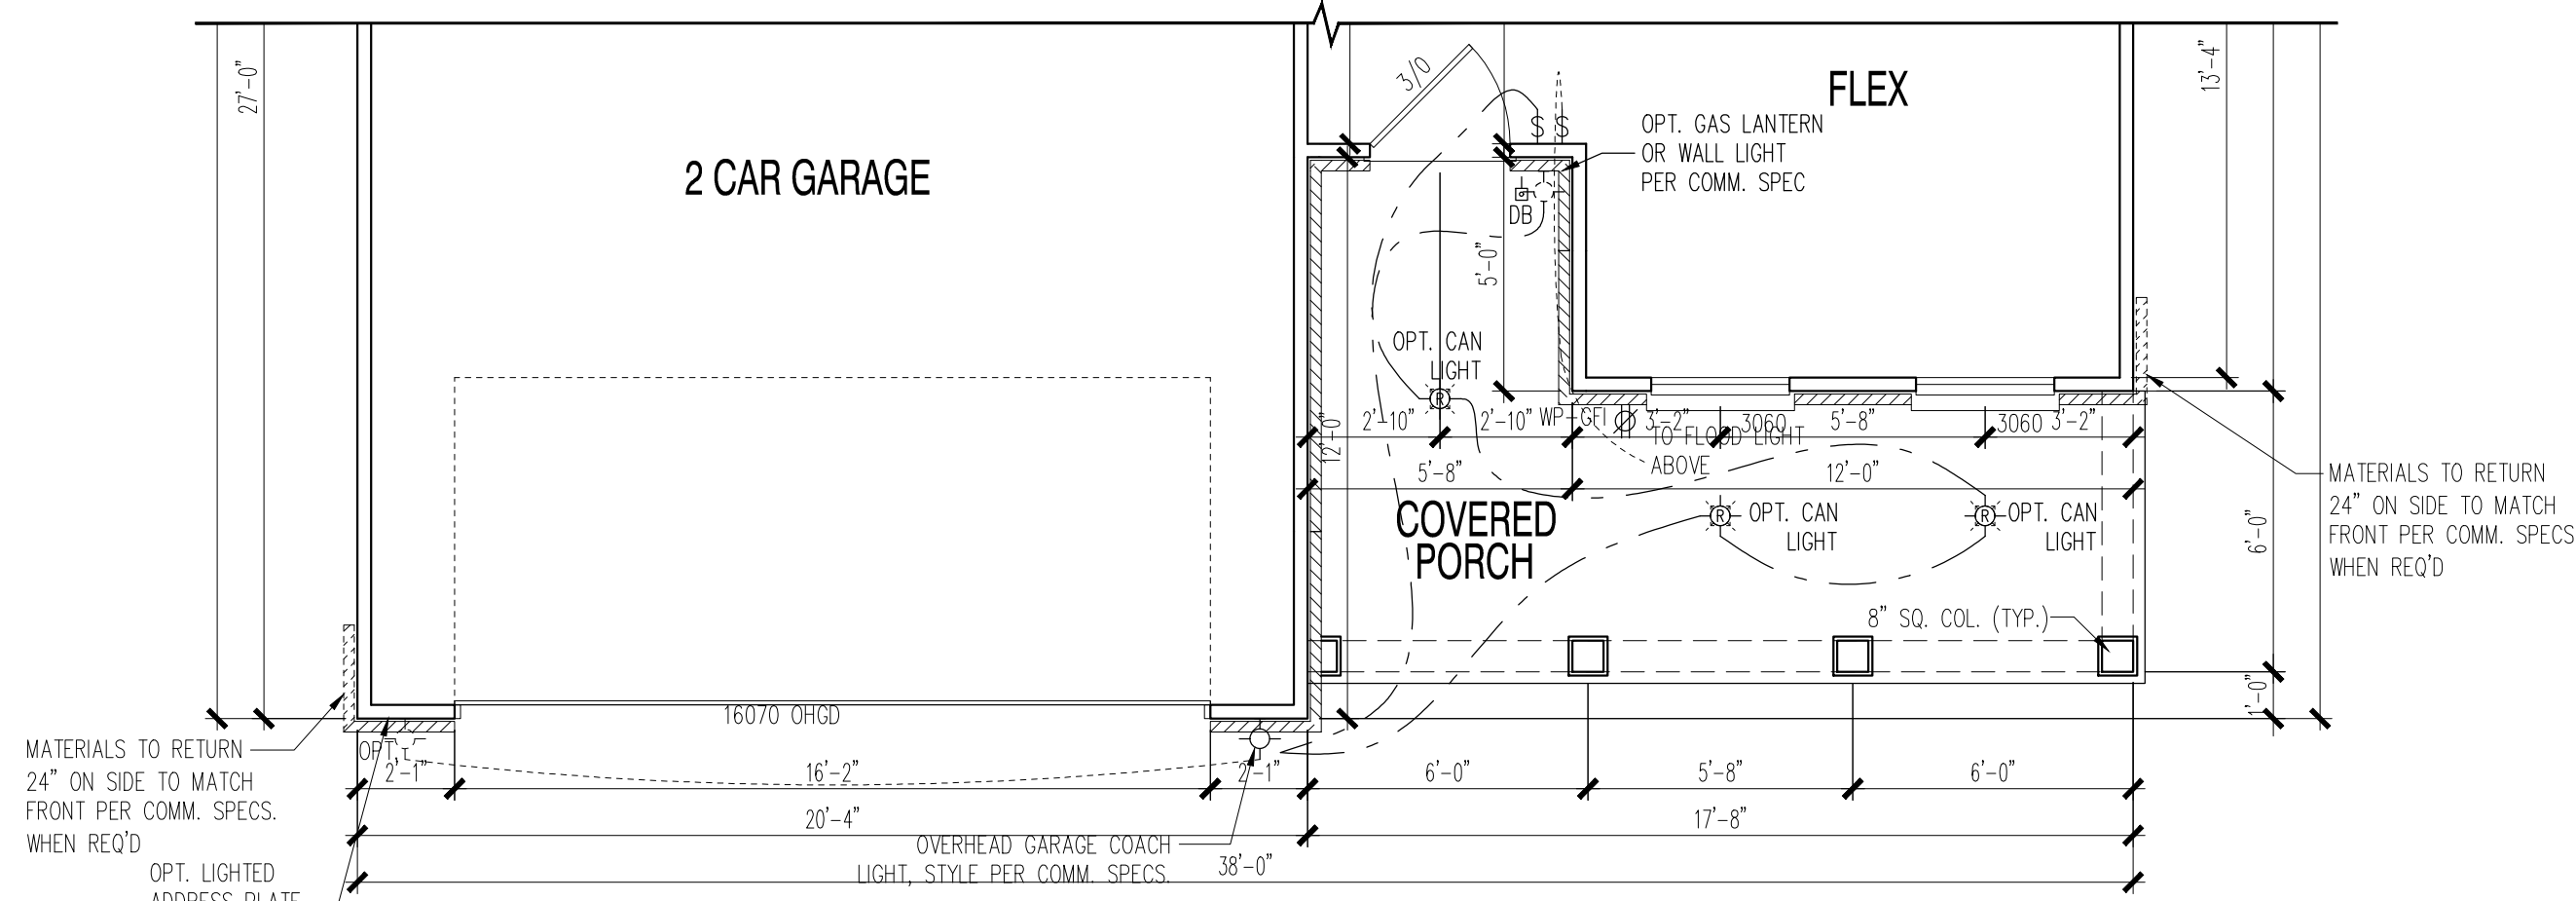 27'-0"
2 CAR GARAGE
3/0
S S
FLEX
13'-4"
OPT. GAS LANTERN
OR WALL LIGHT
PER COMM. SPEC
DB
5'-0"
OPT. CAN
LIGHT
R
12'-0"
2'-10"
2'-10"
WP-GFI
3'-2"
3060
5'-8"
3060
3'-2"
TO FLOOD LIGHT
ABOVE
5'-8"
12'-0"
COVERED
PORCH
R
OPT. CAN
LIGHT
R
OPT. CAN
LIGHT
8" SQ. COL. (TYP.)
6'-0"
1'-0"
MATERIALS TO RETURN
24" ON SIDE TO MATCH
FRONT PER COMM. SPECS
WHEN REQ'D
16070 OHGD
MATERIALS TO RETURN
24" ON SIDE TO MATCH
FRONT PER COMM. SPECS.
WHEN REQ'D
OPT.
2'-1"
16'-2"
2'-1"
6'-0"
5'-8"
6'-0"
20'-4"
17'-8"
OVERHEAD GARAGE COACH
LIGHT, STYLE PER COMM. SPECS.
38'-0"
OPT. LIGHTED
ADDRESS PLATE